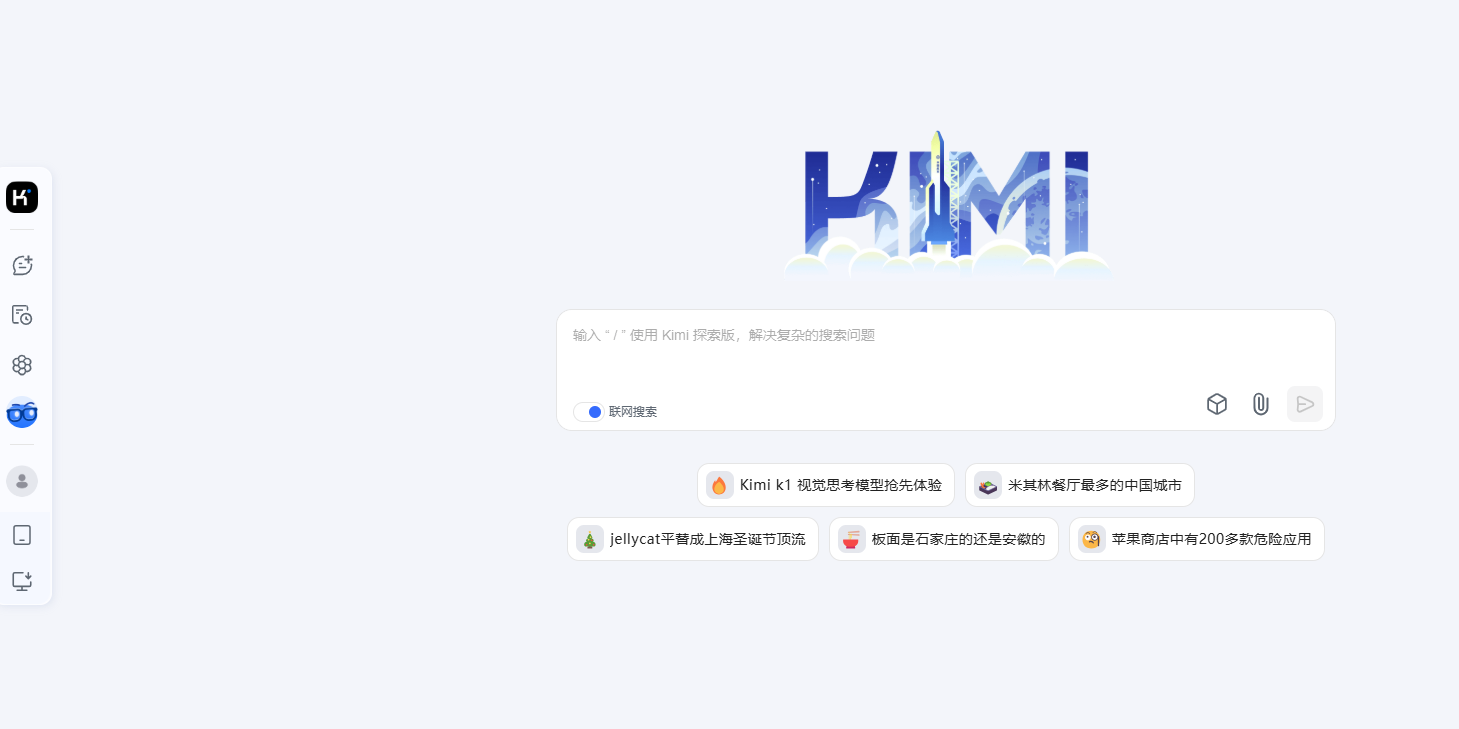 KIMI
输入 “ / ” 使用 Kimi 探索版，解决复杂的搜索问题
联网搜索
Kimi k1 视觉思考模型抢先体验
米其林餐厅最多的中国城市
jellycat平替成上海圣诞节顶流
板面是石家庄的还是安徽的
苹果商店中有200多款危险应用